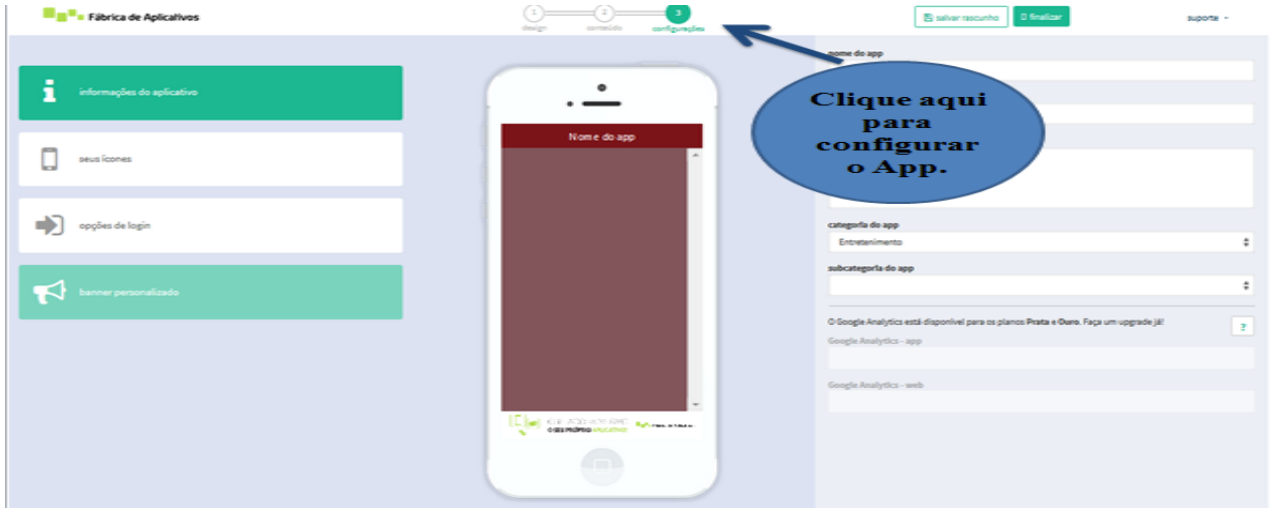 Fábrica de Aplicativos
1
2
3
design
conteúdo
configurações
salvar rascunho
finalizar
suporte
informações do aplicativo
seus ícones
opções de login
banner personalizado
Nome do app
O SEU PRÓPRIO APLICATIVO!
Clique aqui
para
configurar
o App.
nome do app
categoria do app
Entretenimento
subcategoria do app
O Google Analytics está disponível para os planos Prata e Ouro. Faça um upgrade já!
?
Google Analytics - app
Google Analytics - web